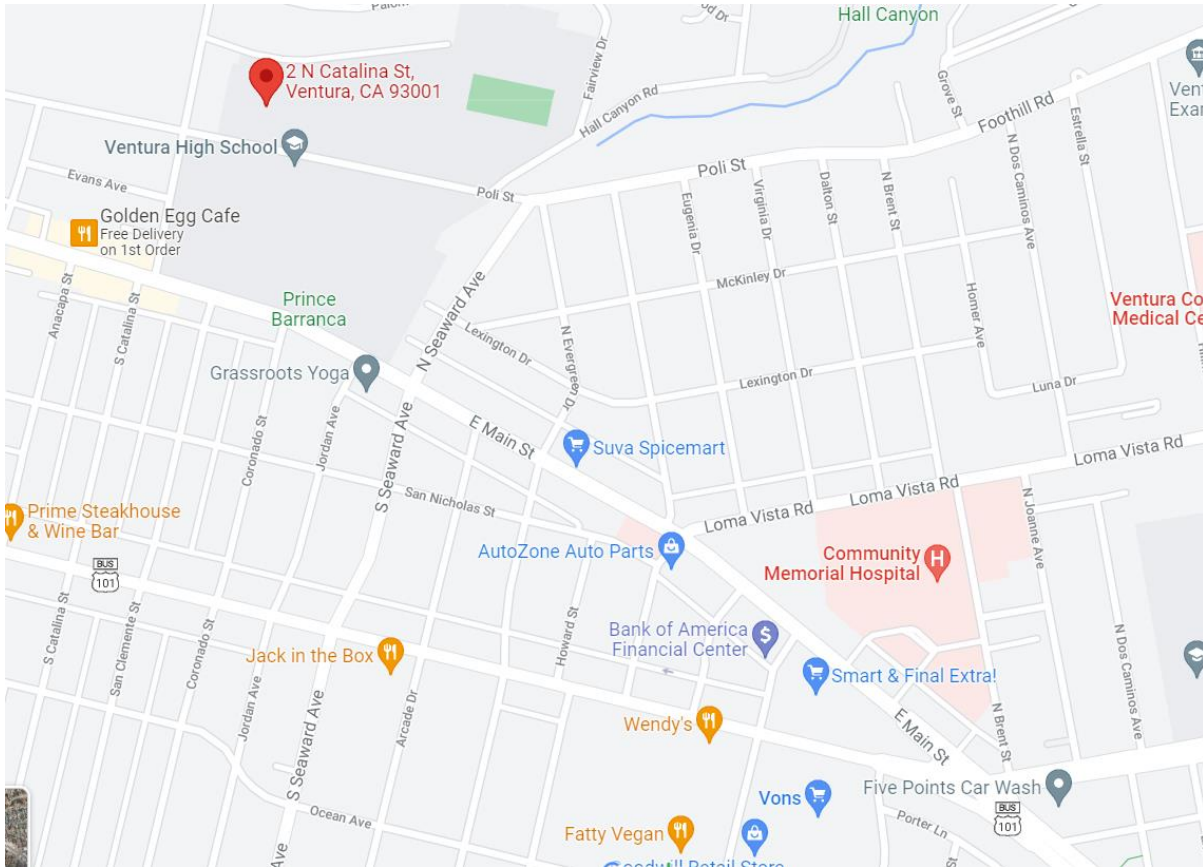 Hall Canyon
2 N Catalina St,
Ventura, CA 93001
Fairview Dr
Hall Canyon Rd
Grove St
Foothill Rd
N Dos Caminos Ave
Estrella St
Ventura High School
Evans Ave
Poli St
Poli St
Eugenia Dr
Virginia Dr
Dalton St
N Brent St
Golden Egg Cafe
Free Delivery
on 1st Order
Anacapa St
S Catalina St
Prince
Barranca
N Seaward Ave
McKinley Dr
Homer Ave
Ventura Co
Medical Ce
Lexington Dr
N Evergreen Dr
Lexington Dr
Luna Dr
Grassroots Yoga
Coronado St
Jordan Ave
S Seaward Ave
E Main St
Suva Spicemart
Loma Vista Rd
Loma Vista Rd
Loma Vista Rd
San Nicholas St
N Joanne Ave
Prime Steakhouse
& Wine Bar
AutoZone Auto Parts
Community
Memorial Hospital
H
BUS
101
S Catalina St
San Clemente St
Coronado St
Jordan Ave
Howard St
Bank of America
Financial Center
$
N Dos Caminos Ave
Jack in the Box
Smart & Final Extra!
Arcade Dr
S Seaward Ave
Wendy's
E Main St
N Brent St
Five Points Car Wash
Vons
BUS
101
Ocean Ave
Fatty Vegan
Porter Ln
Goodwill Retail Store